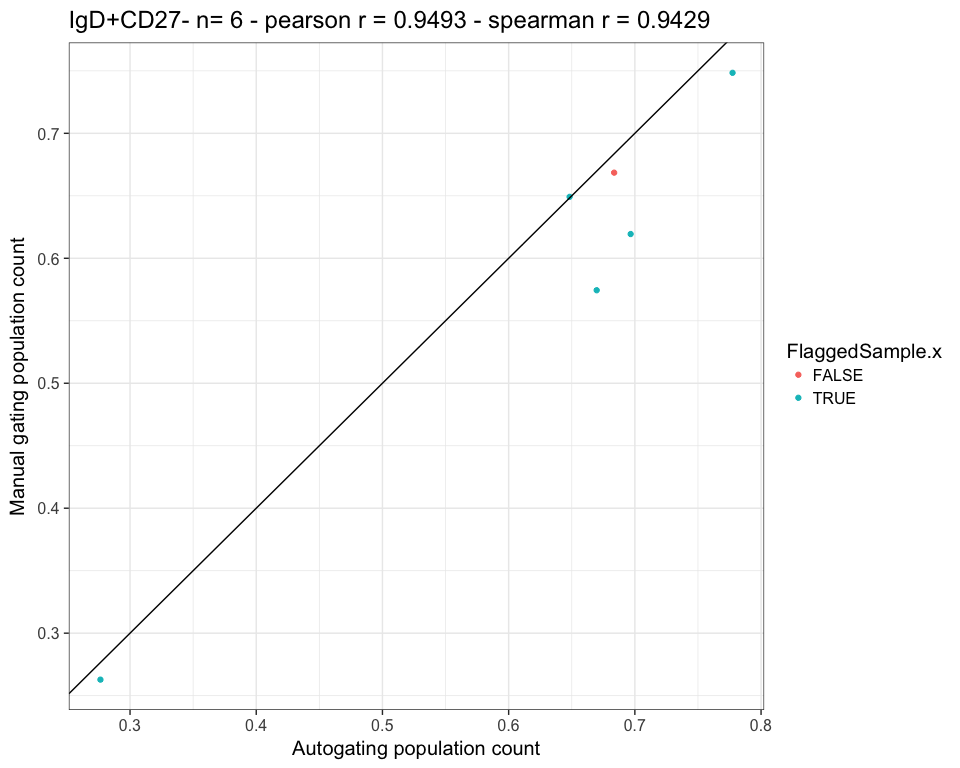 IgD+CD27- n= 6 - pearson r = 0.9493 - spearman r = 0.9429
Manual gating population count
0.7
0.6
0.5
0.4
0.3
0.3 0.4 0.5 0.6 0.7 0.8
Autogating population count
FlaggedSample.x
FALSE
TRUE